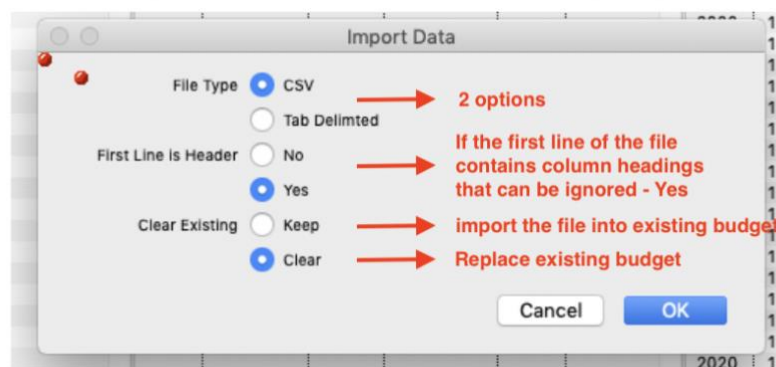 Import Data
File Type CSV
2 options
Tab Delimted
First Line is Header No
If the first line of the file
contains column headings
that can be ignored - Yes
Yes
Clear Existing Keep
import the file into existing budget
Clear
Replace existing budget
Cancel OK
2020